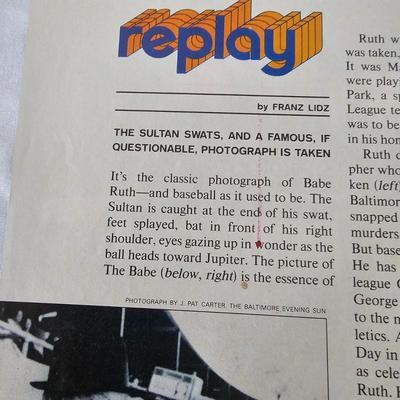 replay
by FRANZ LIDZ
THE SULTAN SWATS, AND A FAMOUS, IF
QUESTIONABLE, PHOTOGRAPH IS TAKEN
It's the classic photograph of Babe
Ruth—and baseball as it used to be. The
Sultan is caught at the end of his swat,
feet splayed, bat in front of his right
shoulder, eyes gazing up in wonder as the
ball heads toward Jupiter. The picture of
The Babe (below, right) is the essence of
PHOTOGRAPH BY J. PAT CARTER, THE BALTIMORE EVENING SUN
Ruth w
was taken,
It was Ma
were playi
Park, a sp
League te
was to be
in his hom
Ruth d
pher who
ken (left)
Baltimor
snapped
murders
But base
He has
league C
George
to the n
letics. A
Day in
as cele
Ruth. H